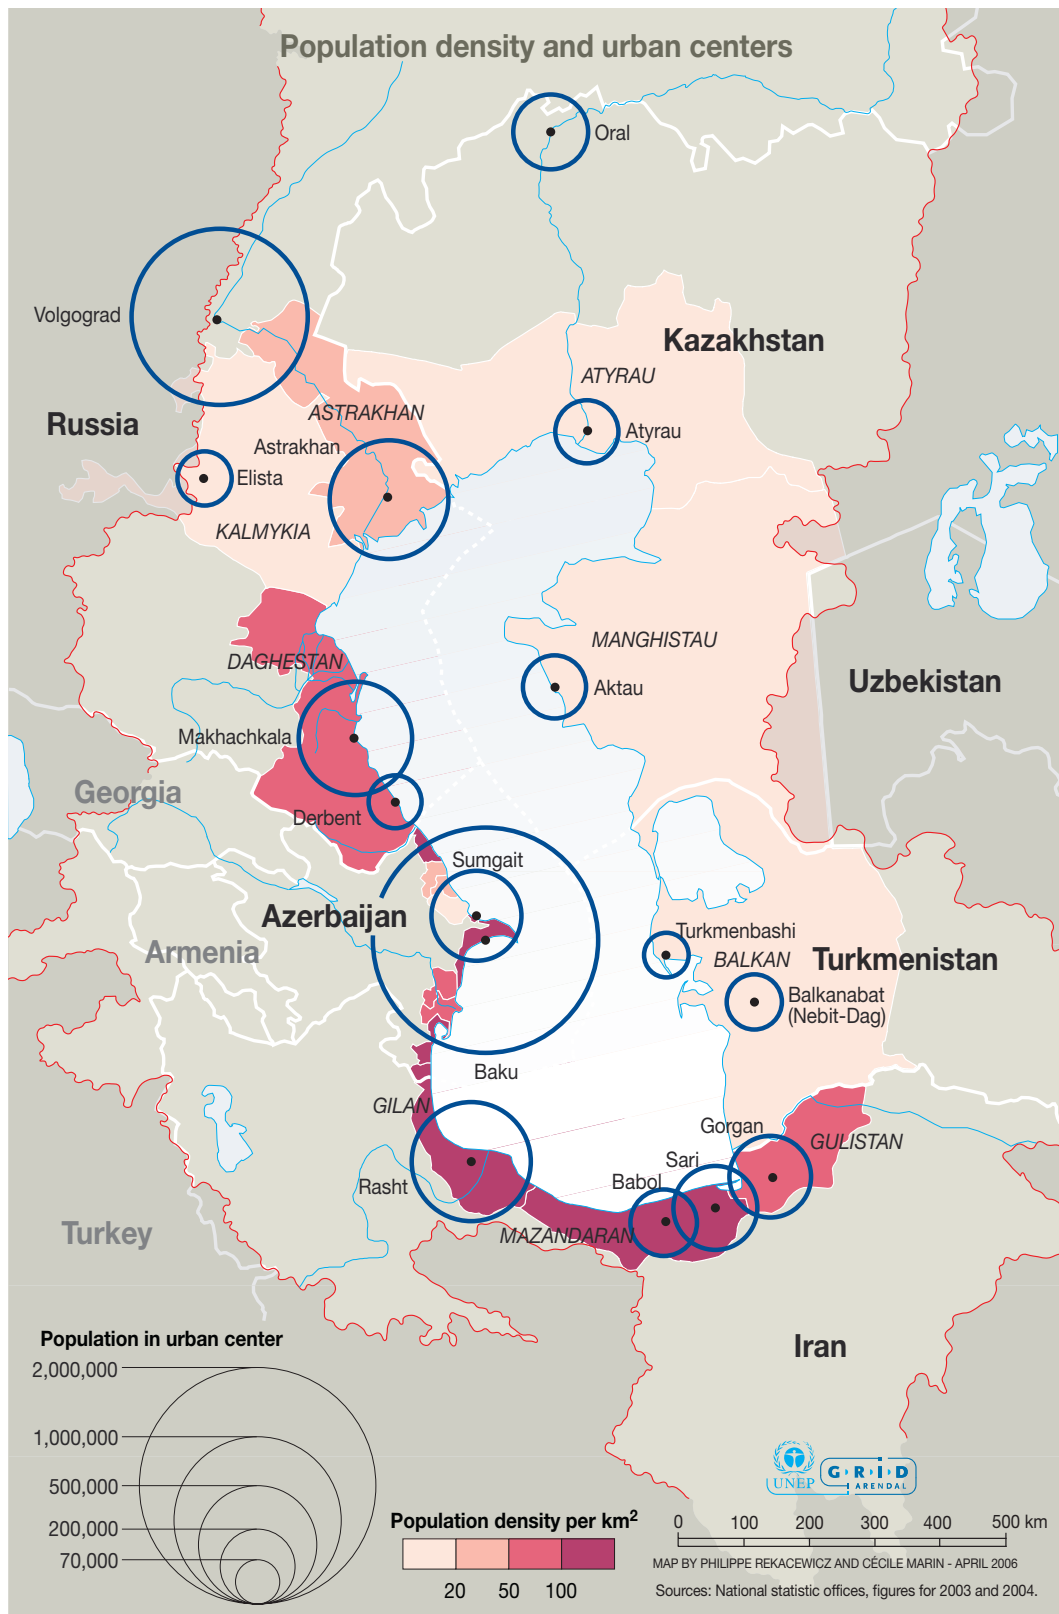 Population density and urban centers
Oral
Volgograd
Kazakhstan
ATYRAU
ASTRAKHAN
Russia
Astrakhan
Atyrau
Elista
KALMYKIA
MANGHISTAU
DAGHESTAN
Uzbekistan
Aktau
Makhachkala
Georgia
Derbent
Sumgait
Azerbaijan
Armenia
Turkmenbashi
BALKAN
Turkmenistan
Balkanabat
(Nebit-Dag)
Baku
GILAN
Gorgan
GULISTAN
Sari
Babol
Rasht
Turkey
MAZANDARAN
Iran
Population in urban center
2,000,000
1,000,000
500,000
200,000
70,000
Population density per km²
20 50 100
UNEP
GRID
ARENDAL
0 100 200 300 400 500 km
MAP BY PHILIPPE REKACEWICZ AND CÉCILE MARIN - APRIL 2006
Sources: National statistic offices, figures for 2003 and 2004.